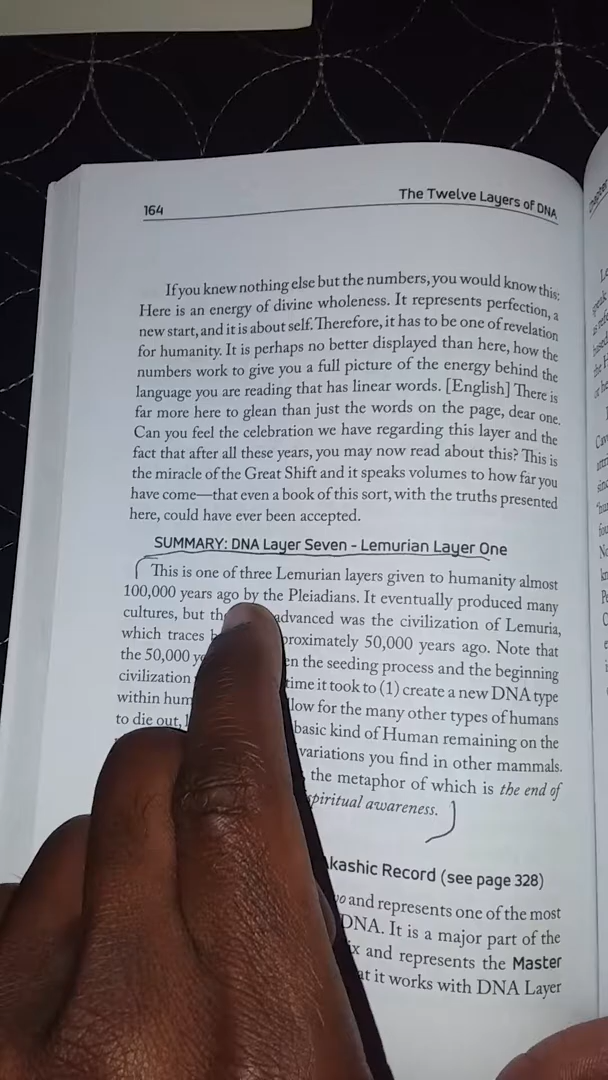 164
The Twelve Layers of DNA
If you knew nothing else but the numbers, you would know this:
Here is an energy of divine wholeness. It represents perfection, a
new start, and it is about self. Therefore, it has to be one of revelation
for humanity. It is perhaps no better displayed than here, how the
numbers work to give you a full picture of the energy behind the
language you are reading that has linear words. [English] There is
far more here to glean than just the words on the page, dear one.
Can you feel the celebration we have regarding this layer and the
fact that after all these years, you may now read about this? This is
the miracle of the Great Shift and it speaks volumes to how far you
have come—that even a book of this sort, with the truths presented
here, could have ever been accepted.
SUMMARY: DNA Layer Seven - Lemurian Layer One
This is one of three Lemurian layers given to humanity almost
100,000 years ago by the Pleiadians. It eventually produced many
cultures, but advanced was the civilization of Lemuria,
which traces 50,000 years ago. Note that
the 50,000 the seeding process and the beginning
civilization time it took to (1) create a new DNA type
within for the many other types of humans
to die out, basic kind of Human remaining on the
variations you find in other mammals.
the metaphor of which is the end of
spiritual awareness.
Record (see page 328)
and represents one of the most
DNA. It is a major part of the
and represents the Master
it works with DNA Layer